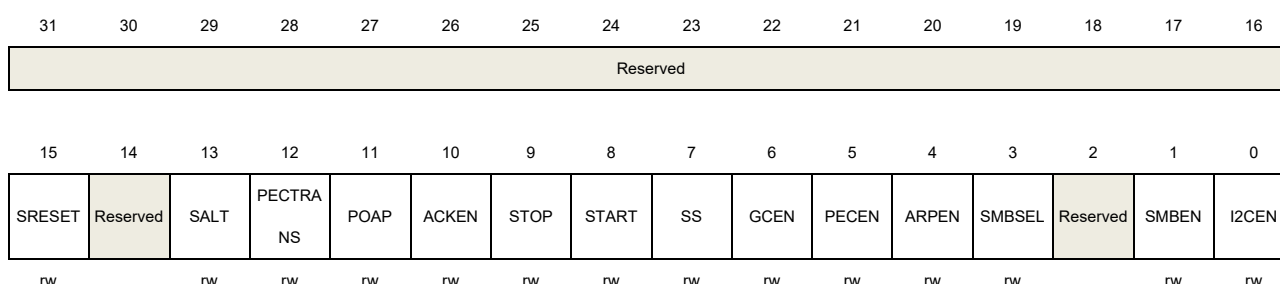 31 30 29 28 27 26 25 24 23 22 21 20 19 18 17 16
Reserved
15 14 13 12 11 10 9 8 7 6 5 4 3 2 1 0
SRESET Reserved SALT PECTRA NS POAP ACKEN STOP START SS GCEN PECEN ARPEN SMBSEL Reserved SMBEN I2CEN
rw rw rw rw rw rw rw rw rw rw rw rw rw rw